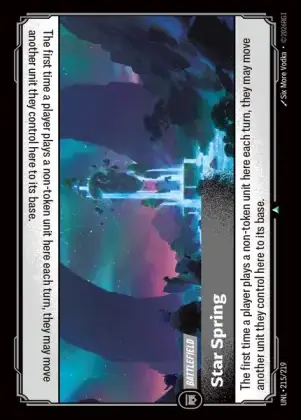 The first time a player plays a non-token unit here each turn, they may move
another unit they control here to its base.
BATTLEFIELD
Star Spring
The first time a player plays a non-token unit here each turn, they may move
another unit they control here to its base.
UNL • 215/219
Six More Vodka • ©2026RGI